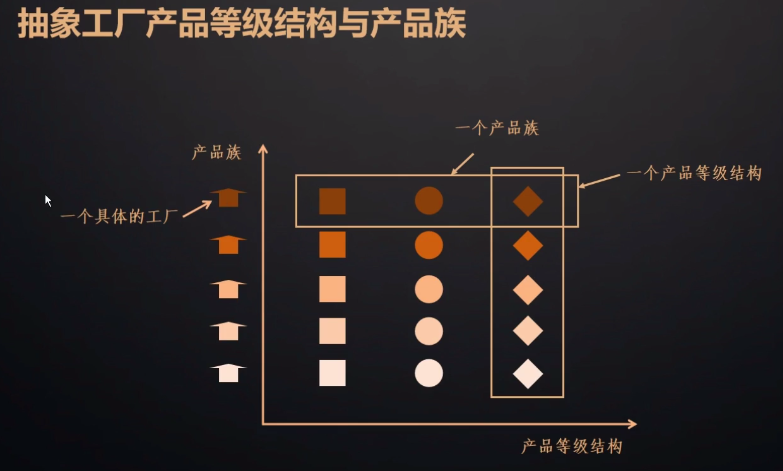 抽象工厂产品等级结构与产品族
一个产品族
产品族
一个产品等级结构
一个具体的工厂
产品等级结构